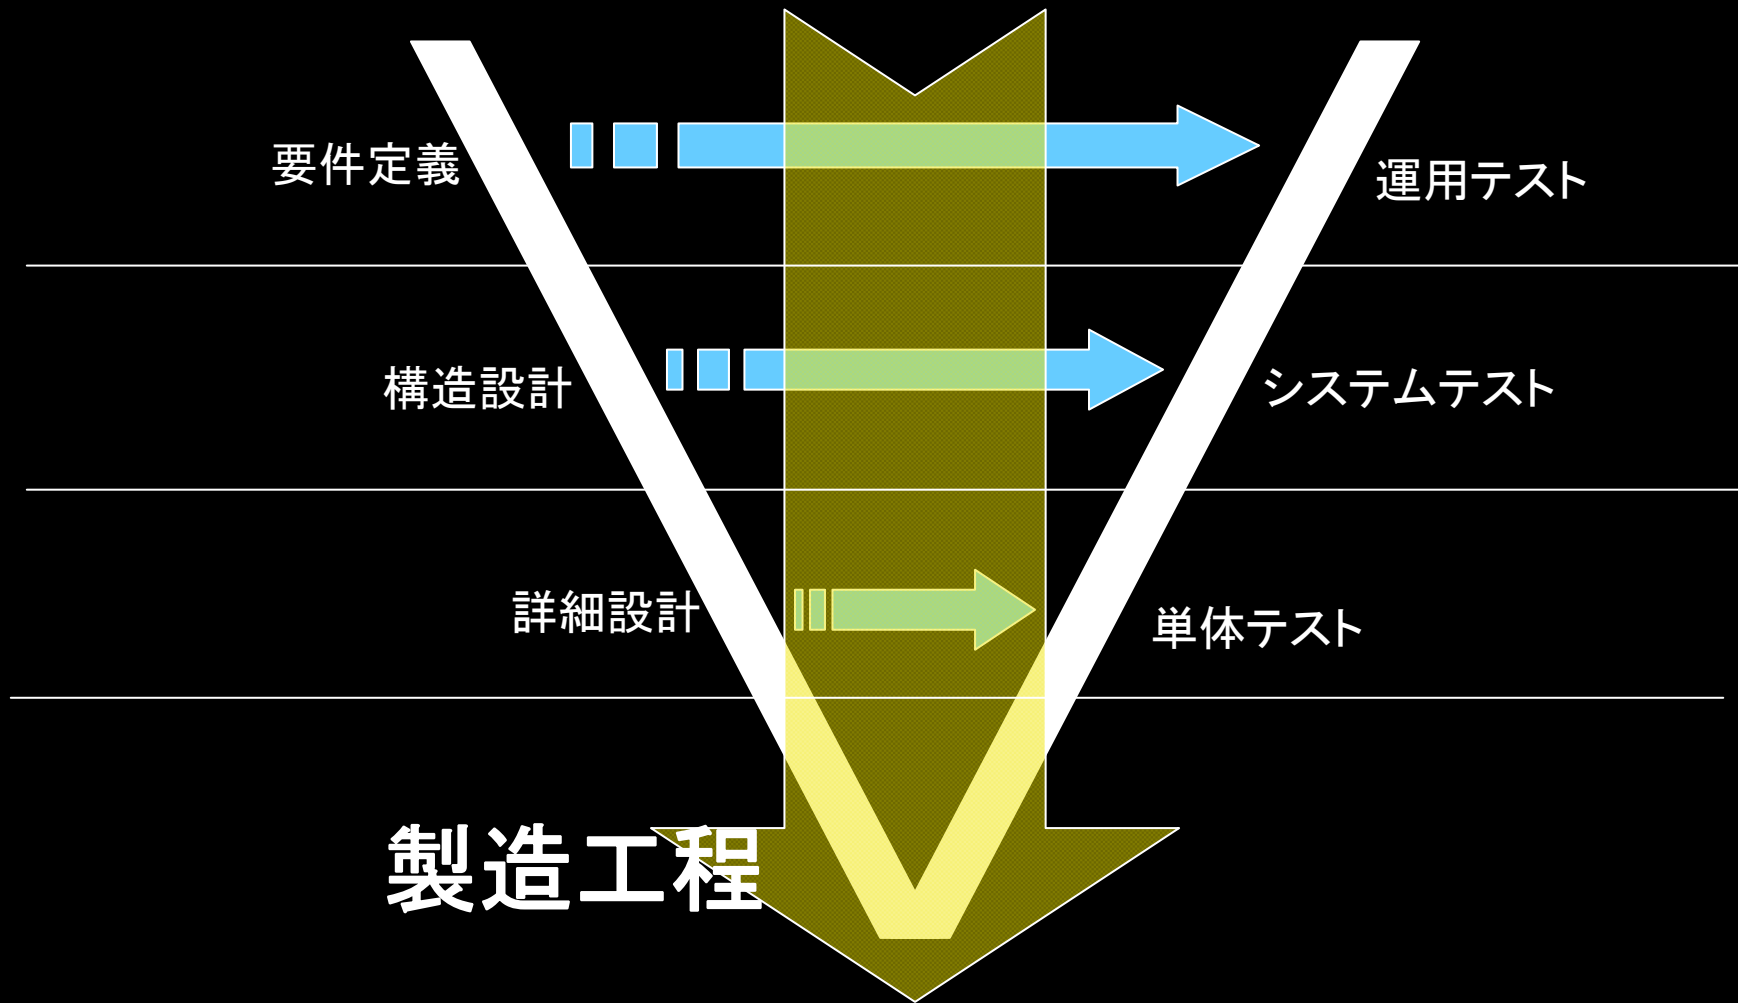 要件定義
運用テスト
構造設計
システムテスト
詳細設計
単体テスト
製造工程